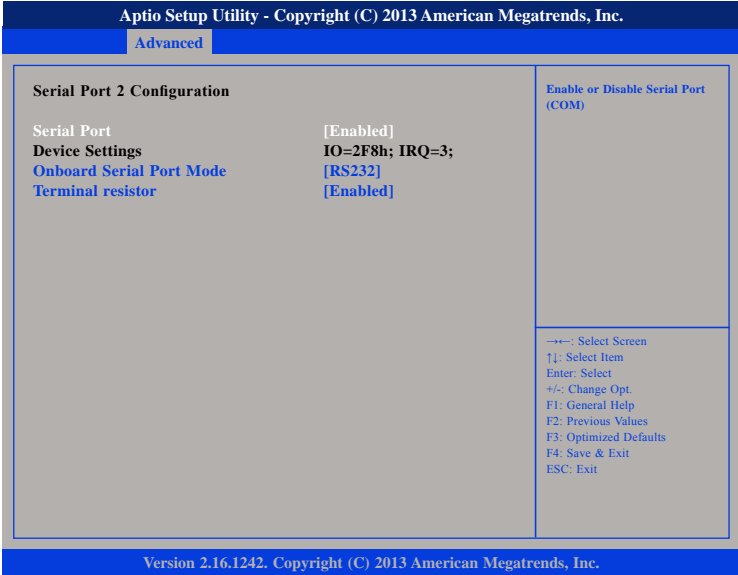 Aptio Setup Utility - Copyright (C) 2013 American Megatrends, Inc.
Advanced
Serial Port 2 Configuration
Serial Port [Enabled]
Device Settings IO=2F8h; IRQ=3;
Onboard Serial Port Mode [RS232]
Terminal resistor [Enabled]
Enable or Disable Serial Port
(COM)
→←: Select Screen
↑↓: Select Item
Enter: Select
+/-: Change Opt.
F1: General Help
F2: Previous Values
F3: Optimized Defaults
F4: Save & Exit
ESC: Exit
Version 2.16.1242. Copyright (C) 2013 American Megatrends, Inc.